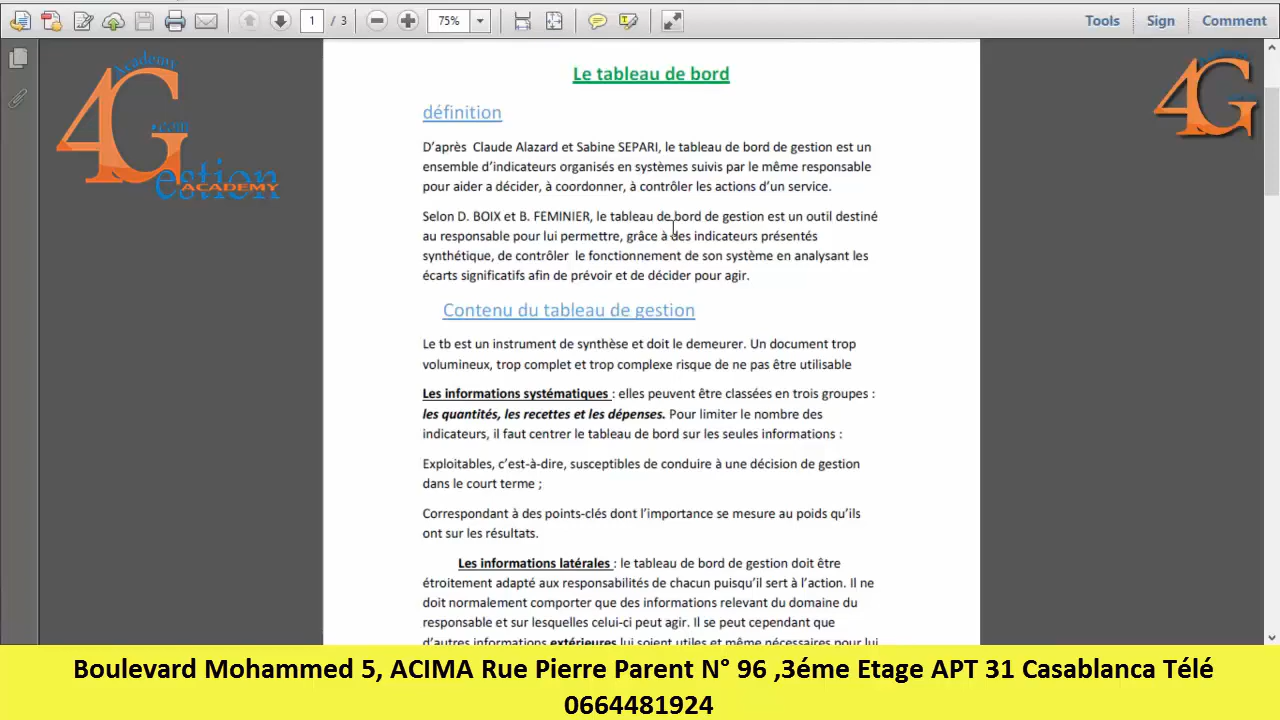 1 / 3
75%
Tools
Sign
Comment
Academy
4G
estion
ACADEMY
4G
Le tableau de bord
définition
D’après Claude Alazard et Sabine SEPARI, le tableau de bord de gestion est un
ensemble d’indicateurs organisés en systèmes suivis par le même responsable
pour aider a décider, à coordonner, à contrôler les actions d’un service.
Selon D. BOIX et B. FEMINIER, le tableau de bord de gestion est un outil destiné
au responsable pour lui permettre, grâce à des indicateurs présentés
synthétique, de contrôler le fonctionnement de son système en analysant les
écarts significatifs afin de prévoir et de décider pour agir.
Contenu du tableau de gestion
Le tb est un instrument de synthèse et doit le demeurer. Un document trop
volumineux, trop complet et trop complexe risque de ne pas être utilisable
Les informations systématiques : elles peuvent être classées en trois groupes :
les quantités, les recettes et les dépenses. Pour limiter le nombre des
indicateurs, il faut centrer le tableau de bord sur les seules informations :
Exploitables, c’est-à-dire, susceptibles de conduire à une décision de gestion
dans le court terme ;
Correspondant à des points-clés dont l’importance se mesure au poids qu’ils
ont sur les résultats.
Les informations latérales : le tableau de bord de gestion doit être
étroitement adapté aux responsabilités de chacun puisqu’il sert à l’action. Il ne
doit normalement comporter que des informations relevant du domaine du
responsable et sur lesquelles celui-ci peut agir. Il se peut cependant que
d’autres informations extérieures lui soient utiles et même nécessaires pour lui
Boulevard Mohammed 5, ACIMA Rue Pierre Parent N° 96 ,3éme Etage APT 31 Casablanca Télé
0664481924